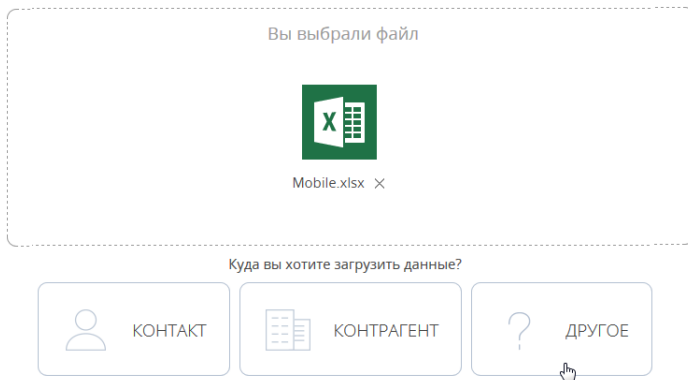 Вы выбрали файл
X
Mobile.xlsx
Куда вы хотите загрузить данные?
КОНТАКТ
КОНТРАГЕНТ
ДРУГОЕ